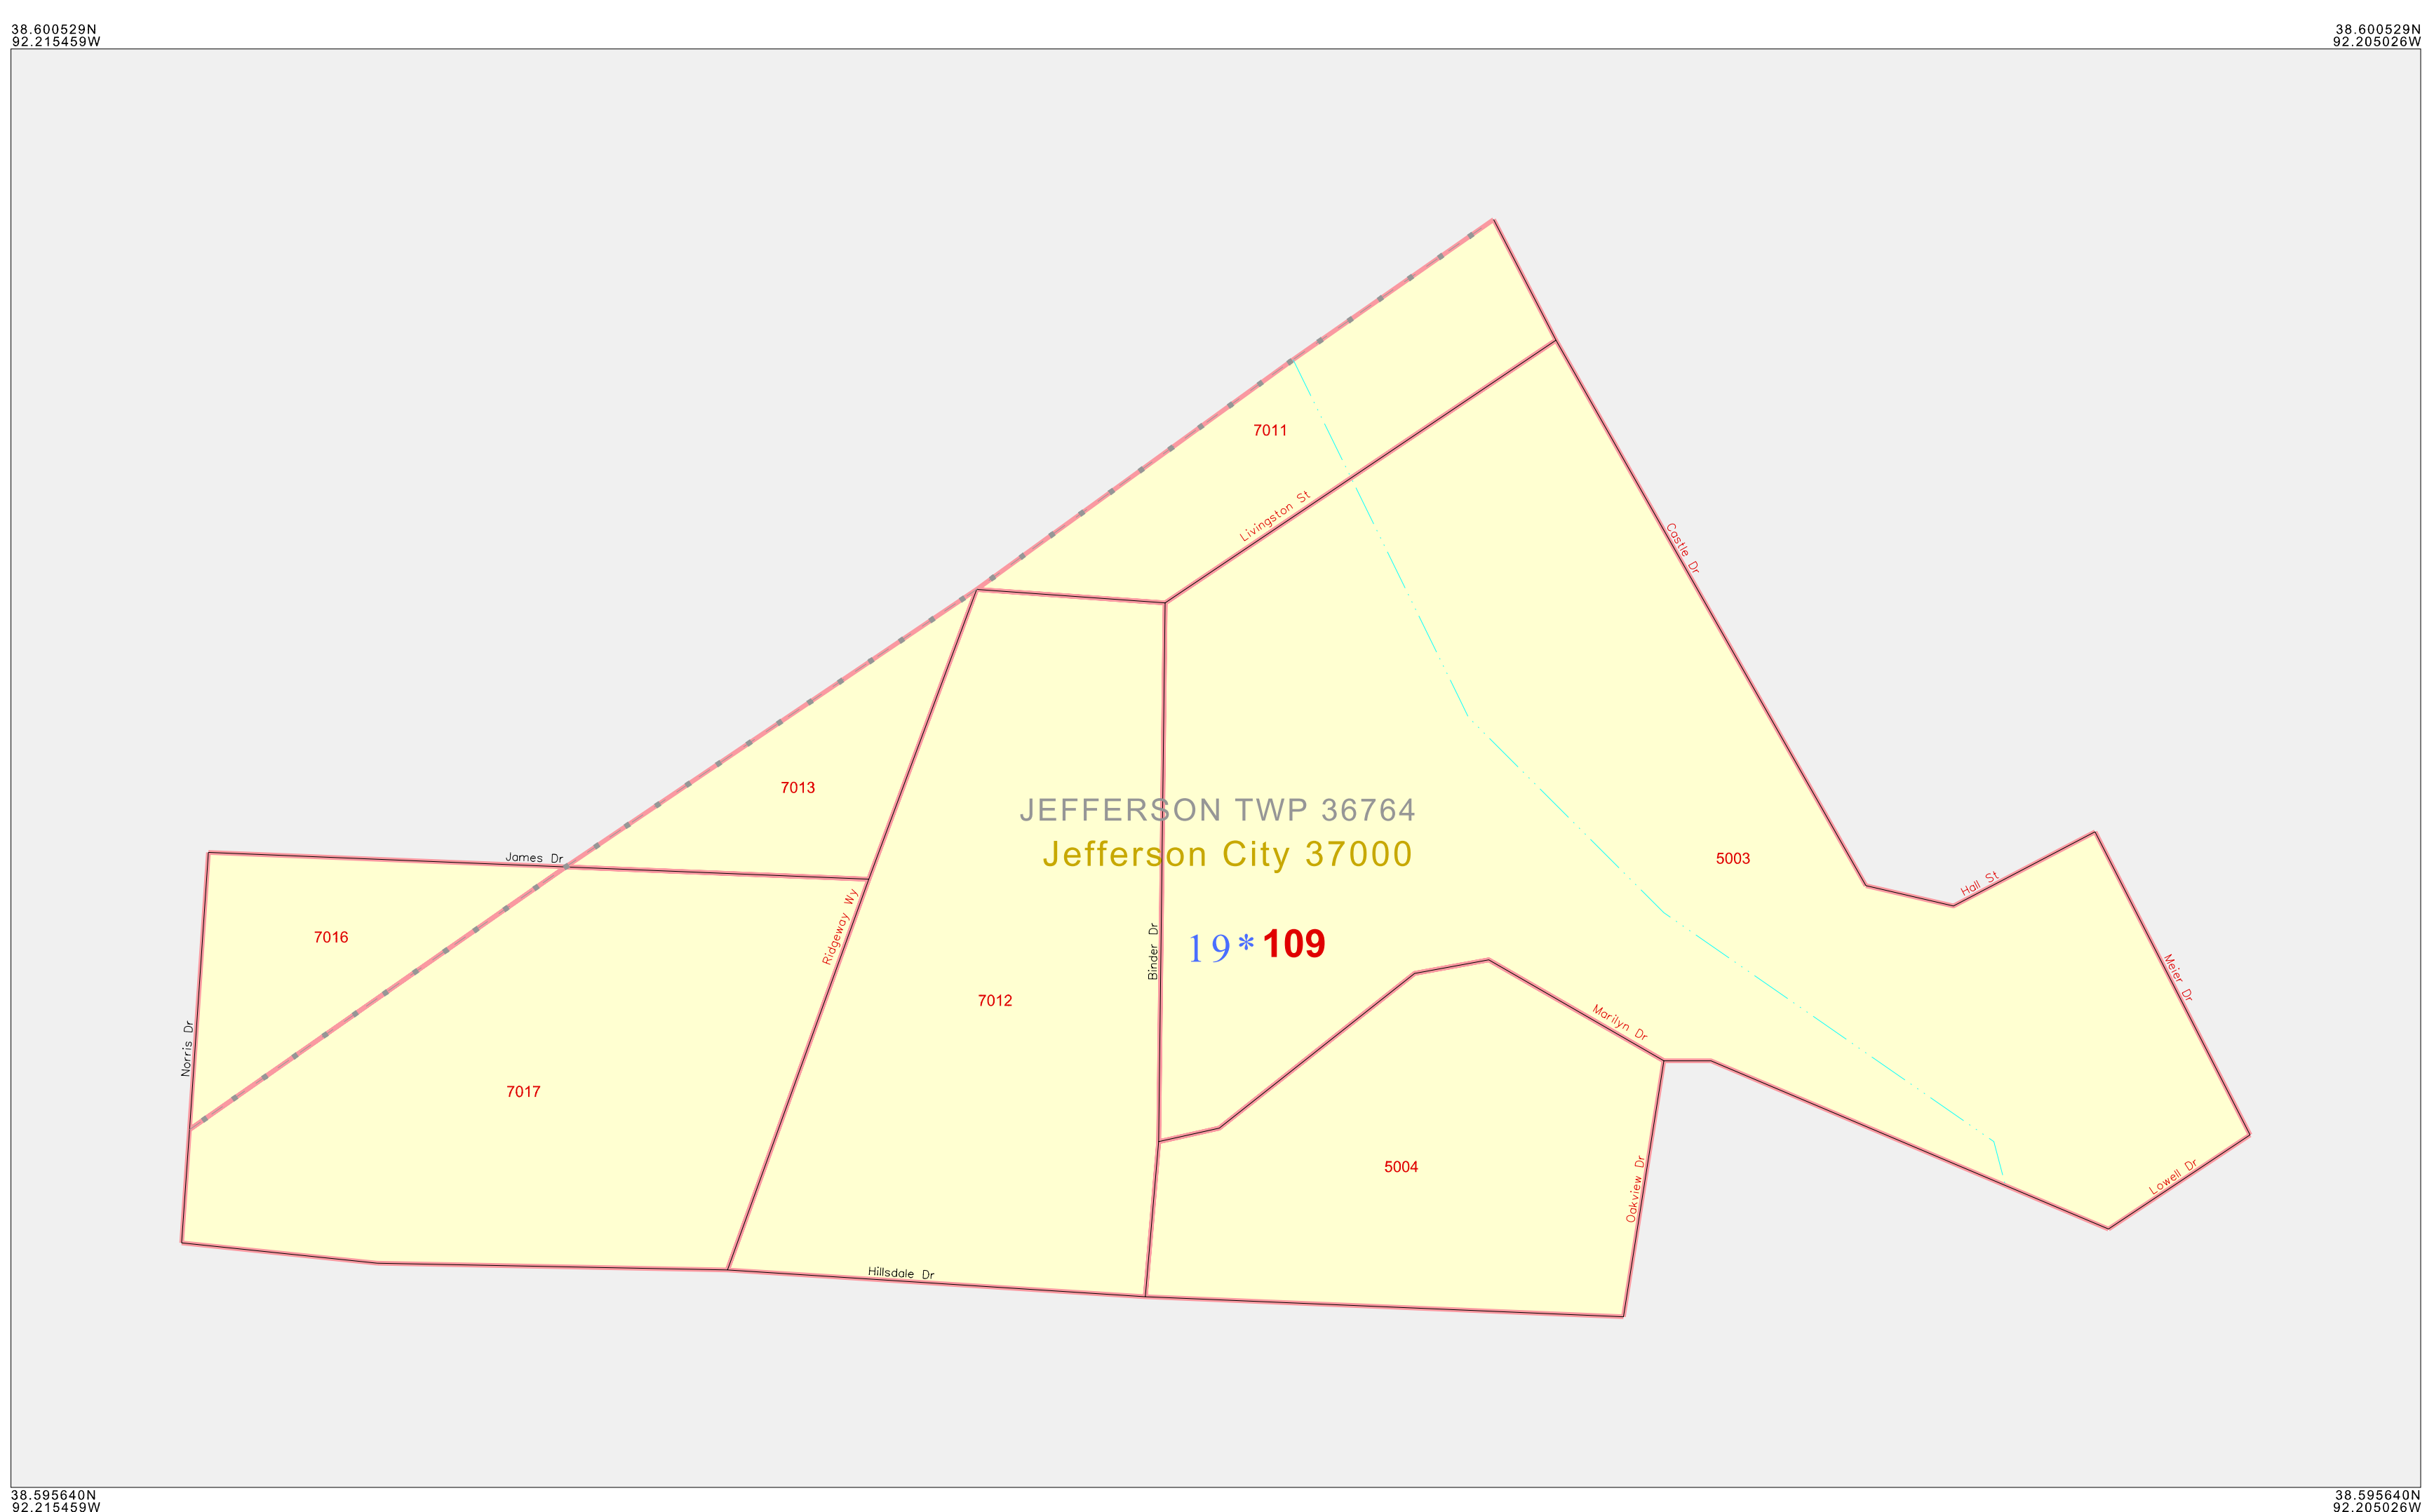 38.600529N
92.215459W
38.600529N
92.205026W
7011
Livingston St
Castle Dr
7013
JEFFERSON TWP 36764
Jefferson City 37000
James Dr
5003
Hall St
Ridgeway Wy
7016
19* 109
Binder Dr
Meier Dr
7012
Marilyn Dr
Norris Dr
7017
5004
Oakview Dr
Lowell Dr
Hillsdale Dr
38.595640N
92.215459W
38.595640N
92.205026W